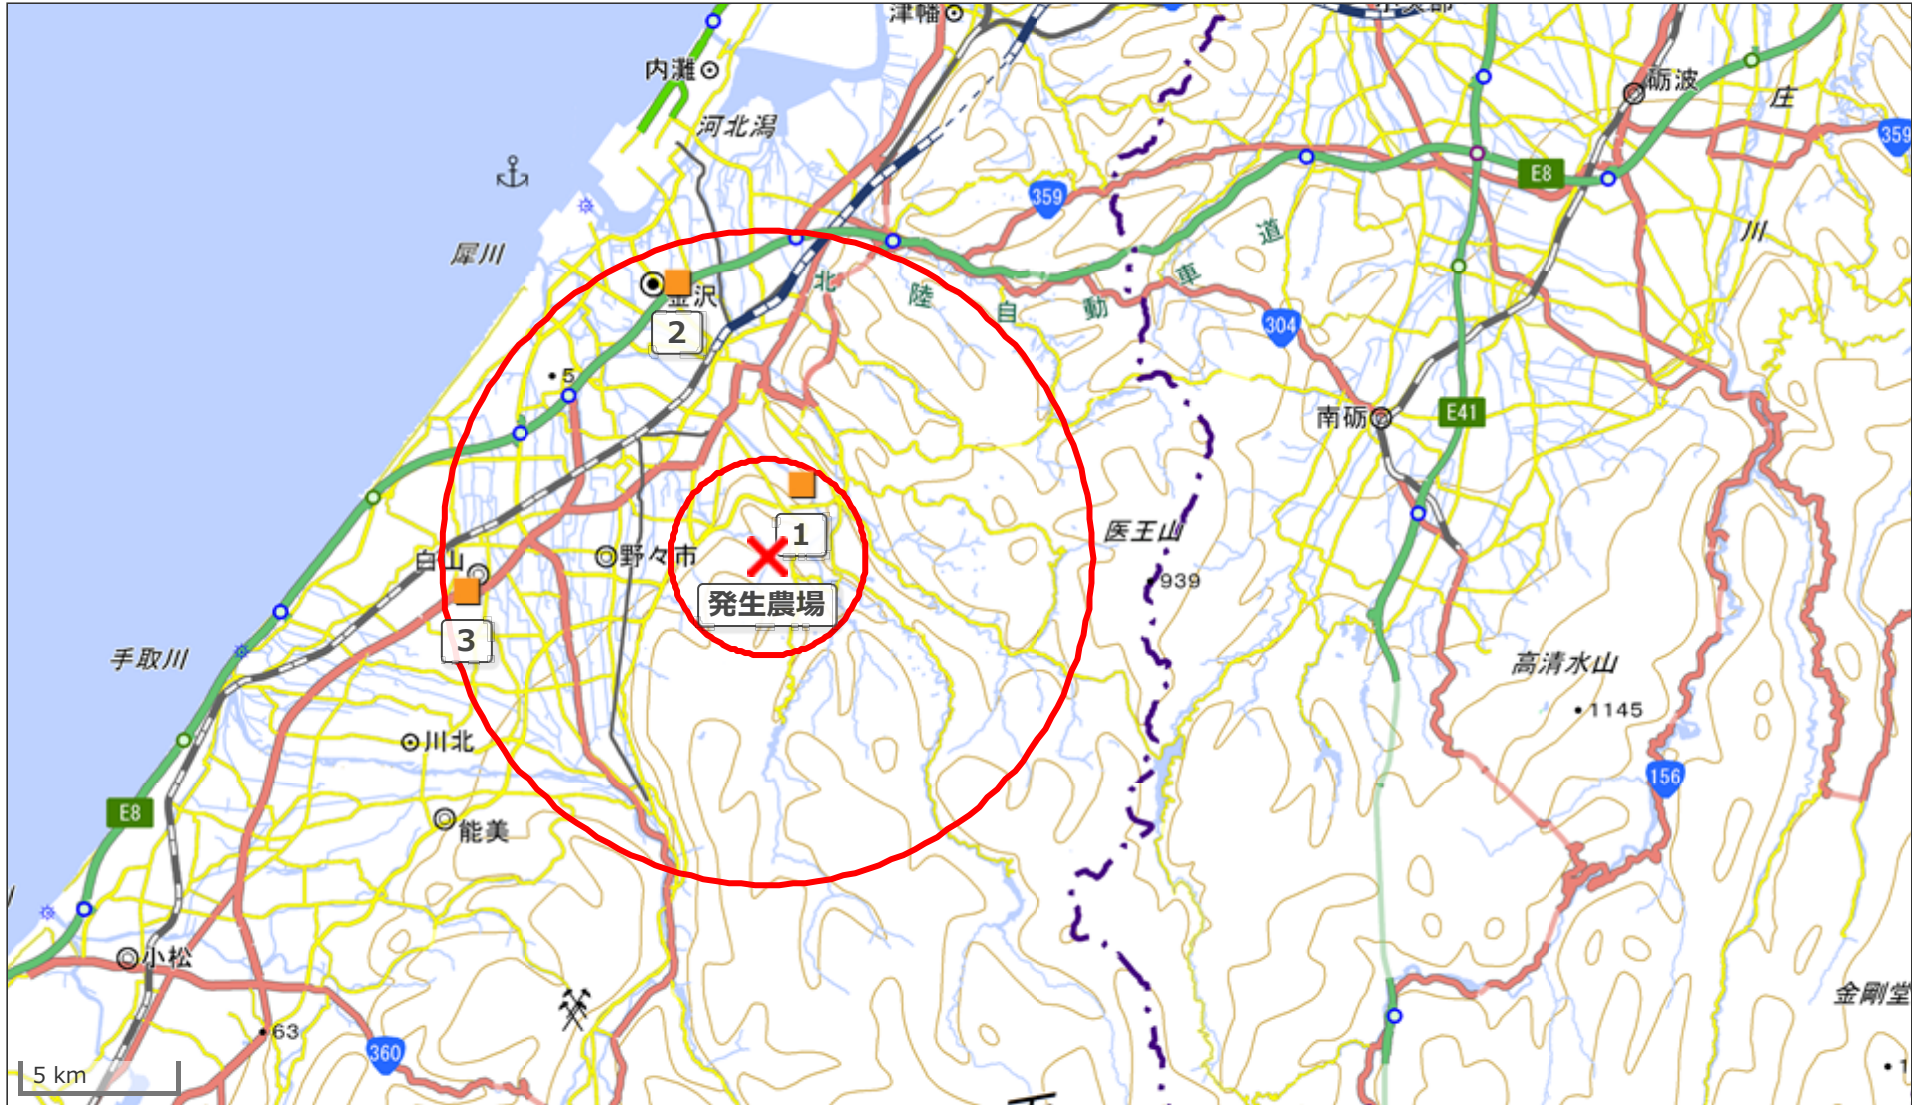 津幡
内灘
河北潟
砺波
庄
359
E8
359
川
道
犀川
車
北
陸
自
動
金沢
2
304
5
南砺
E41
1
医王山
野々市
白山
939
発生農場
3
手取川
高清水山
1145
川北
156
E8
能美
小松
金剛堂
63
360
5 km